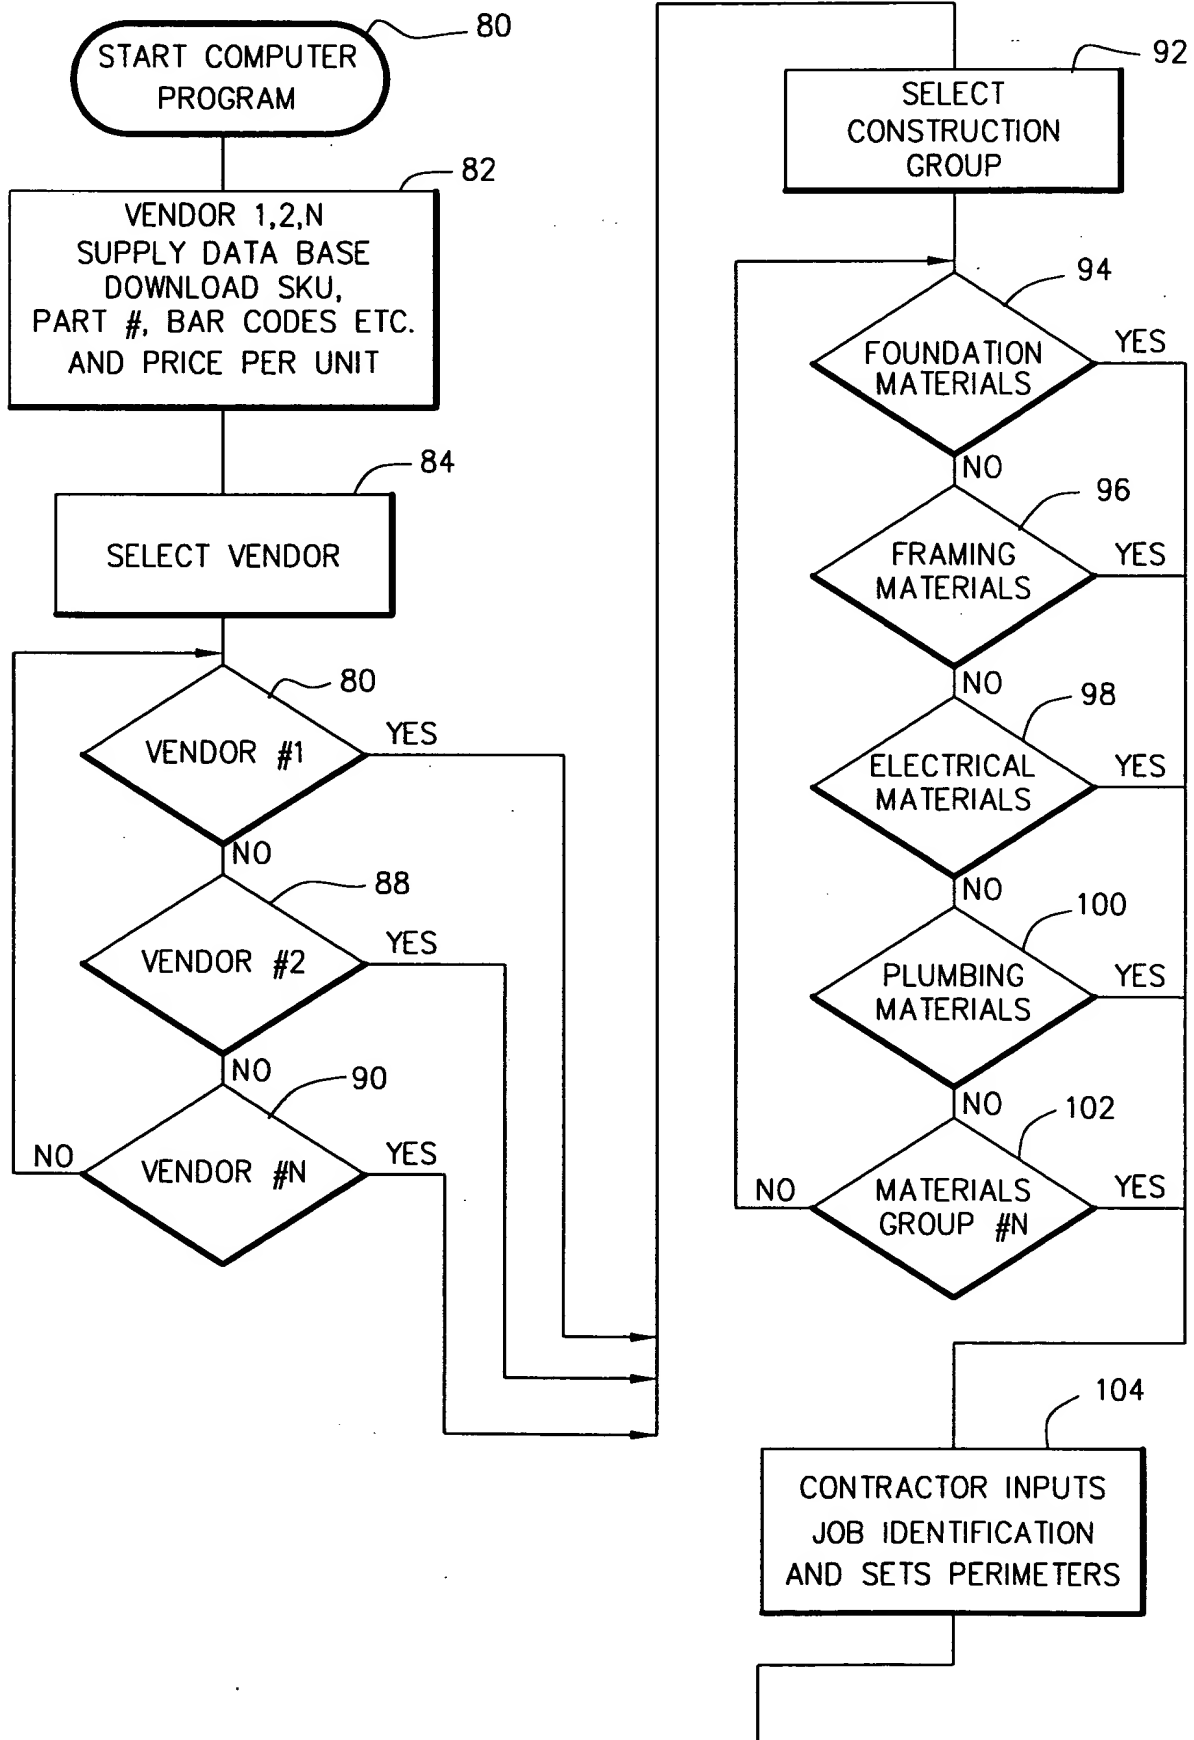 START COMPUTER
PROGRAM
80
VENDOR 1,2,N
SUPPLY DATA BASE
DOWNLOAD SKU,
PART #, BAR CODES ETC.
AND PRICE PER UNIT
82
SELECT VENDOR
84
VENDOR #1
80
YES
NO
VENDOR #2
88
YES
NO
VENDOR #N
90
YES
NO
SELECT
CONSTRUCTION
GROUP
92
FOUNDATION
MATERIALS
94
YES
NO
FRAMING
MATERIALS
96
YES
NO
ELECTRICAL
MATERIALS
98
YES
NO
PLUMBING
MATERIALS
100
YES
NO
MATERIALS
GROUP #N
102
YES
NO
CONTRACTOR INPUTS
JOB IDENTIFICATION
AND SETS PERIMETERS
104